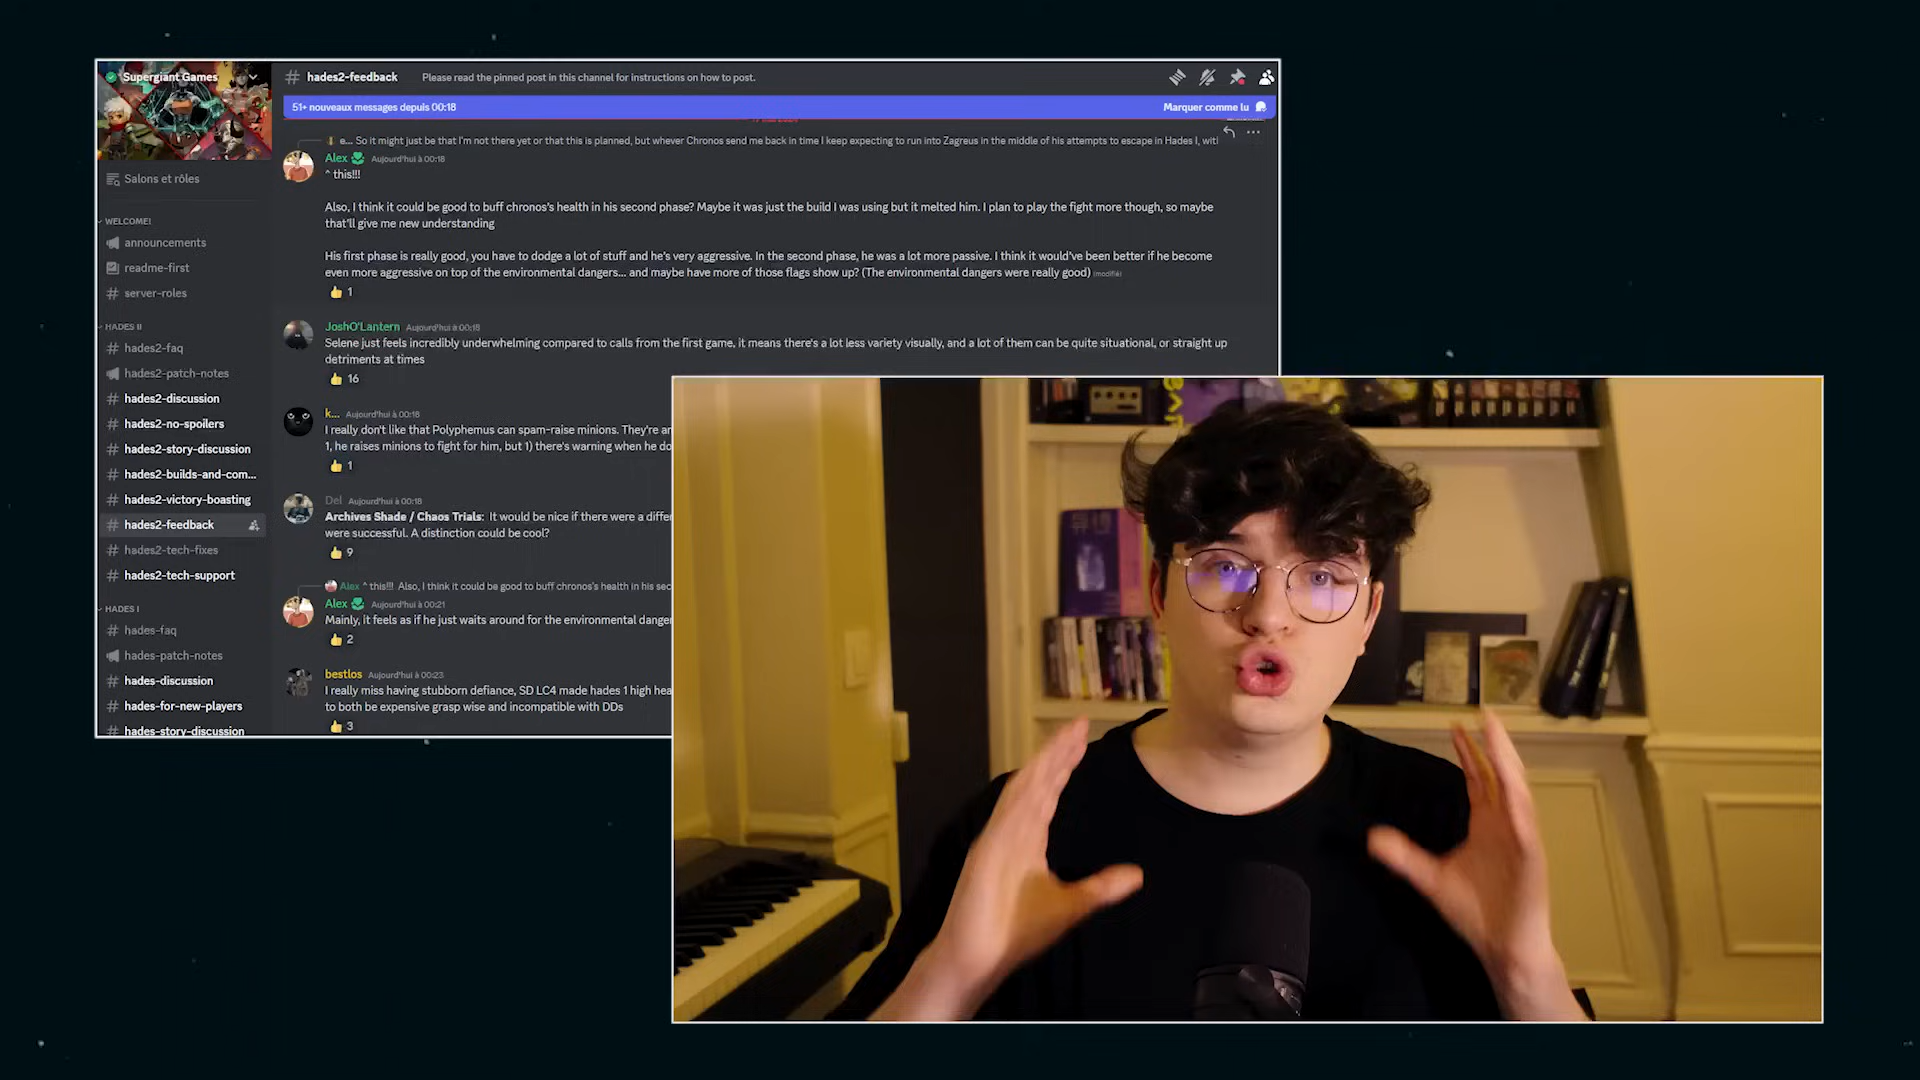 Supergiant Games
hades2-feedback
Please read the pinned post in this channel for instructions on how to post.
51+ nouveaux messages depuis 00:18
Marquer comme lu
Salons et rôles
WELCOME!
announcements
readme-first
server-roles
HADES II
hades2-faq
hades2-patch-notes
hades2-discussion
hades2-no-spoilers
hades2-story-discussion
hades2-builds-and-com...
hades2-victory-boasting
hades2-feedback
hades2-tech-fixes
hades2-tech-support
HADES I
hades-faq
hades-patch-notes
hades-discussion
hades-for-new-players
hades-story-discussion
e... So it might just be that I'm not there yet or that this is planned, but whever Chronos send me back in time I keep expecting to run into Zagreus in the middle of his attempts to escape in Hades I, wit
Alex Aujourd'hui à 00:18
^ this!!!
Also, I think it could be good to buff chronos's health in his second phase? Maybe it was just the build I was using but it melted him. I plan to play the fight more though, so maybe
that'll give me new understanding
His first phase is really good, you have to dodge a lot of stuff and he's very aggressive. In the second phase, he was a lot more passive. I think it would've been better if he become
even more aggressive on top of the environmental dangers... and maybe have more of those flags show up? (The environmental dangers were really good) (modifié)
1
JoshO'Lantern Aujourd'hui à 00:18
Selene just feels incredibly underwhelming compared to calls from the first game, it means there's a lot less variety visually, and a lot of them can be quite situational, or straight up
detriments at times
16
k... Aujourd'hui à 00:18
I really don't like that Polyphemus can spam-raise minions. They're ar
1, he raises minions to fight for him, but 1) there's warning when he do
1
Del Aujourd'hui à 00:18
Archives Shade / Chaos Trials: It would be nice if there were a differ
were successful. A distinction could be cool?
9
Alex ^ this!!! Also, I think it could be good to buff chronos's health in his sec
Alex Aujourd'hui à 00:21
Mainly, it feels as if he just waits around for the environmental danger
2
bestlos Aujourd'hui à 00:23
I really miss having stubborn defiance, SD LC4 made hades 1 high hea
to both be expensive grasp wise and incompatible with DDs
3